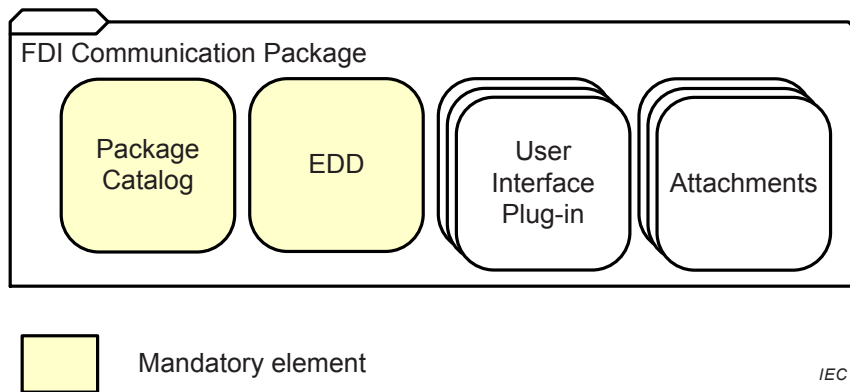 FDI Communication Package
Package
Catalog
EDD
User
Interface
Plug-in
Attachments
Mandatory element
IEC